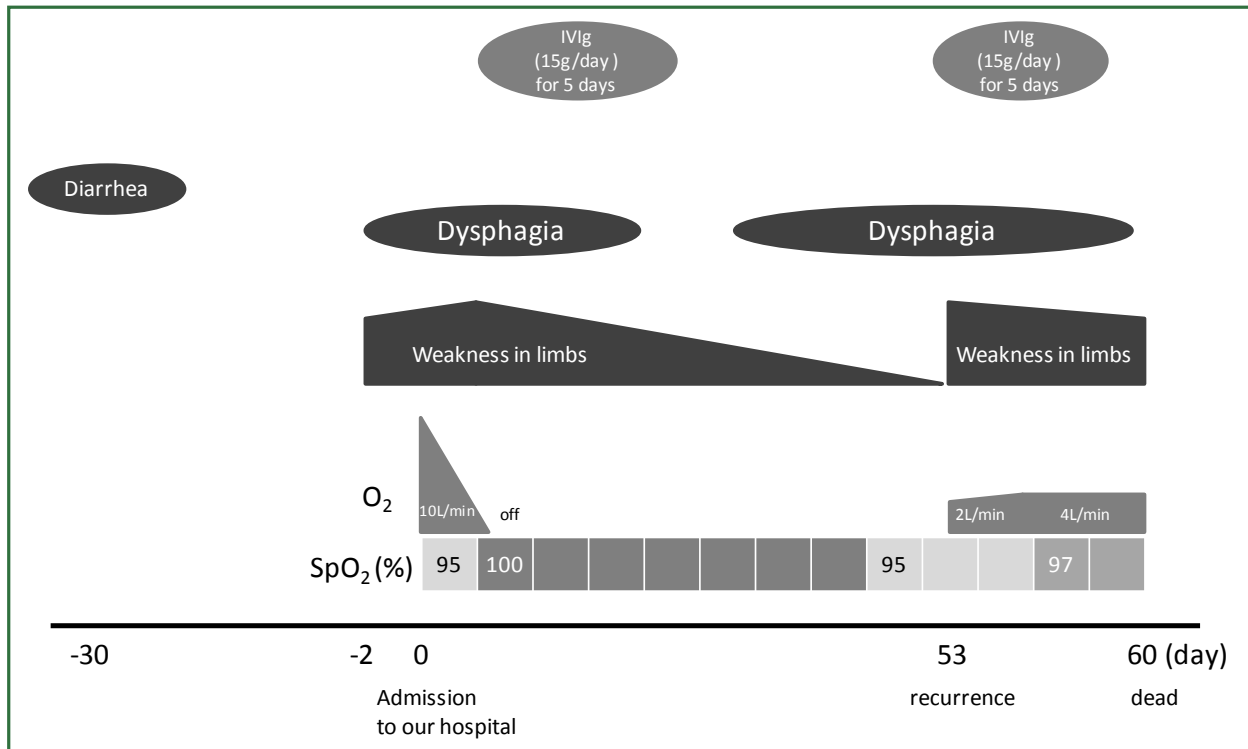 IVIg
(15g/day )
for 5 days
IVIg
(15g/day )
for 5 days
Diarrhea
Dysphagia
Dysphagia
Weakness in limbs
Weakness in limbs
O₂
10L/min
off
2L/min
4L/min
SpO₂ (%)
95
100
95
97
-30
-2
0
53
60 (day)
Admission
to our hospital
recurrence
dead